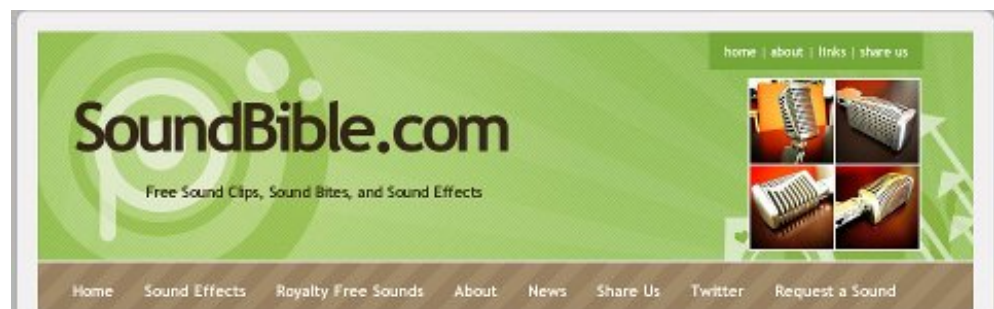 home | about | links | share us
SoundBible.com
Free Sound Clips, Sound Bites, and Sound Effects
Home Sound Effects Royalty Free Sounds About News Share Us Twitter Request a Sound